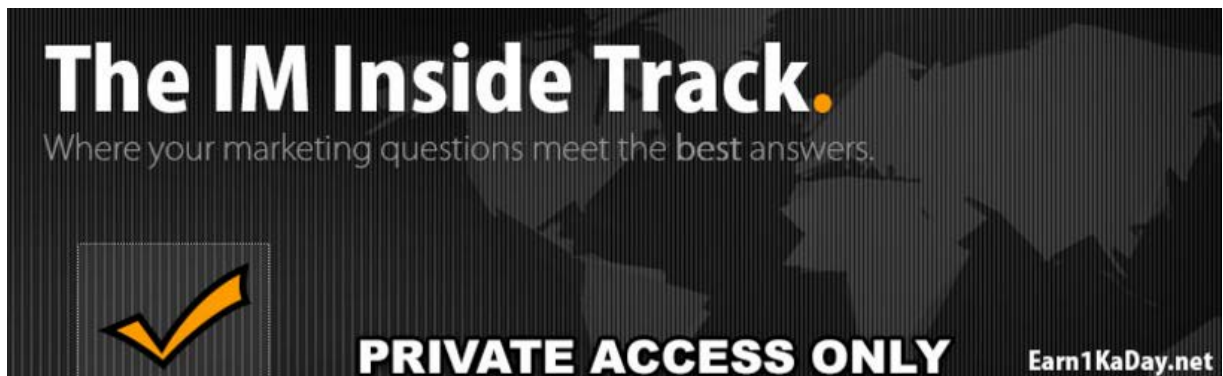 The IM Inside Track.
Where your marketing questions meet the best answers.
PRIVATE ACCESS ONLY
Earn1KaDay.net